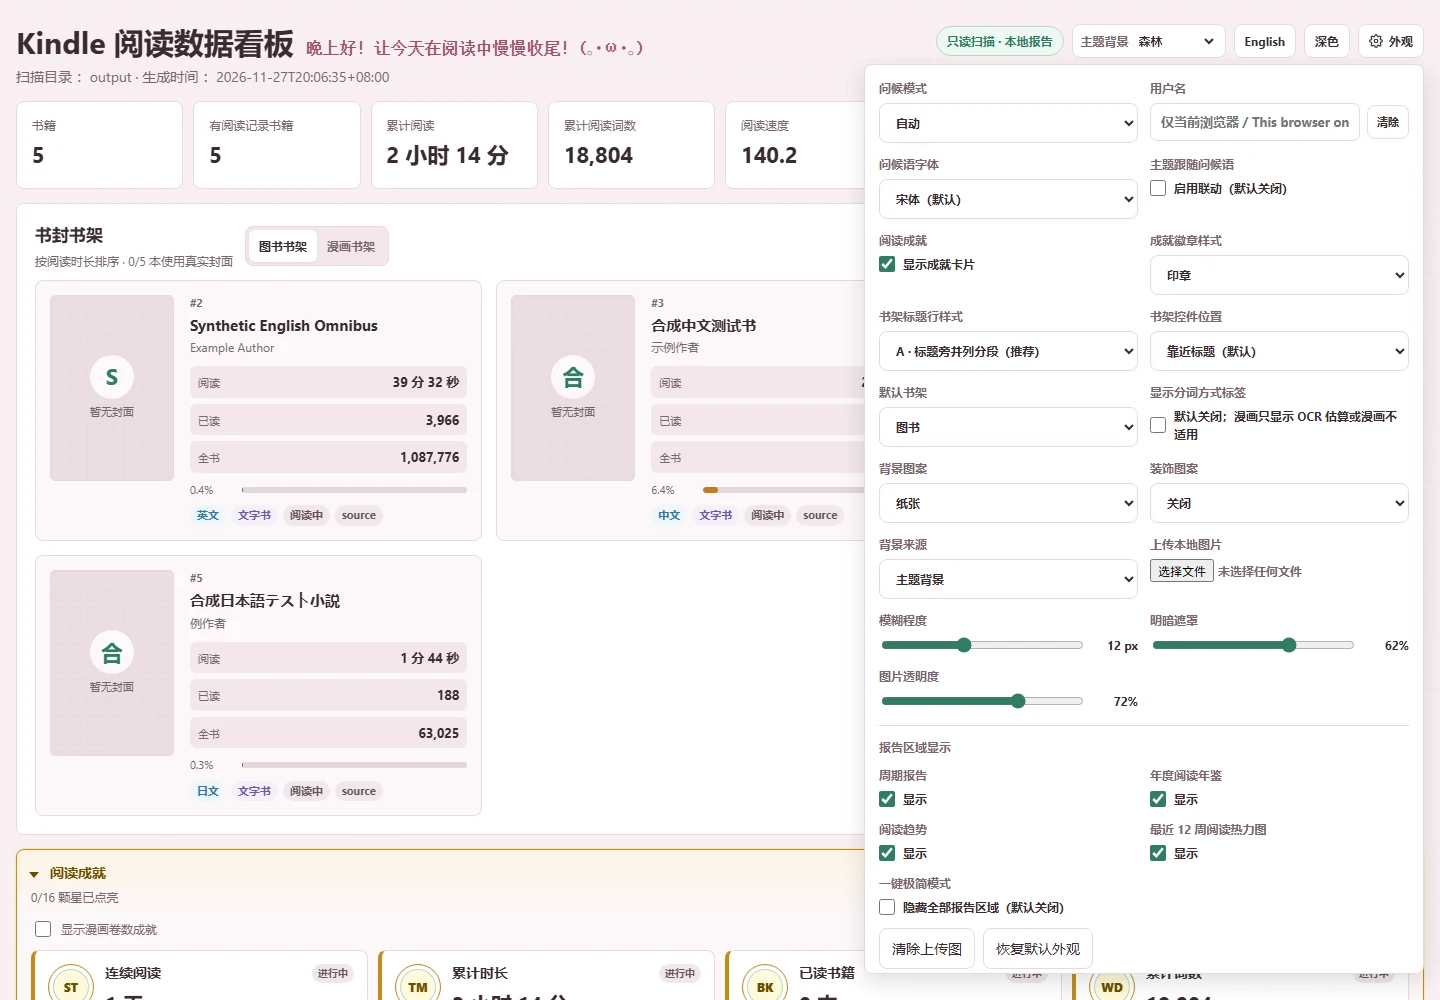 Kindle 阅读数据看板
晚上好！让今天在阅读中慢慢收尾！(｡･ω･｡)
扫描目录： output · 生成时间： 2026-11-27T20:06:35+08:00
只读扫描 · 本地报告
主题背景 森林
English
深色
外观
书籍
5
有阅读记录书籍
5
累计阅读
2 小时 14 分
累计阅读词数
18,804
阅读速度
140.2
书封书架
按阅读时长排序 · 0/5 本使用真实封面
图书书架
漫画书架
S
暂无封面
#2
Synthetic English Omnibus
Example Author
阅读 39 分 32 秒
已读 3,966
全书 1,087,776
0.4%
英文 文字书 阅读中 source
合
暂无封面
#3
合成中文测试书
示例作者
阅读
已读
全书
6.4%
中文 文字书 阅读中 source
合
暂无封面
#5
合成日本語テスト小説
例作者
阅读 1 分 44 秒
已读 188
全书 63,025
0.3%
日文 文字书 阅读中 source
阅读成就
0/16 颗星已点亮
显示漫画卷数成就
ST
连续阅读
进行中
1 天
TM
累计时长
进行中
2 小时 14 分
BK
已读书籍
进行中
0 本
WD
累计词数
进行中
18,804
问候模式
自动
用户名
仅当前浏览器 / This browser on
清除
问候语字体
宋体（默认）
主题跟随问候语
启用联动（默认关闭）
阅读成就
显示成就卡片
成就徽章样式
印章
书架标题行样式
A · 标题旁并列分段（推荐）
书架控件位置
靠近标题（默认）
默认书架
图书
显示分词方式标签
默认关闭；漫画只显示 OCR 估算或漫画不
适用
背景图案
纸张
装饰图案
关闭
背景来源
主题背景
上传本地图片
选择文件 未选择任何文件
模糊程度
12 px
明暗遮罩
62%
图片透明度
72%
报告区域显示
周期报告
显示
年度阅读年鉴
显示
阅读趋势
显示
最近 12 周阅读热力图
显示
一键极简模式
隐藏全部报告区域（默认关闭）
清除上传图
恢复默认外观